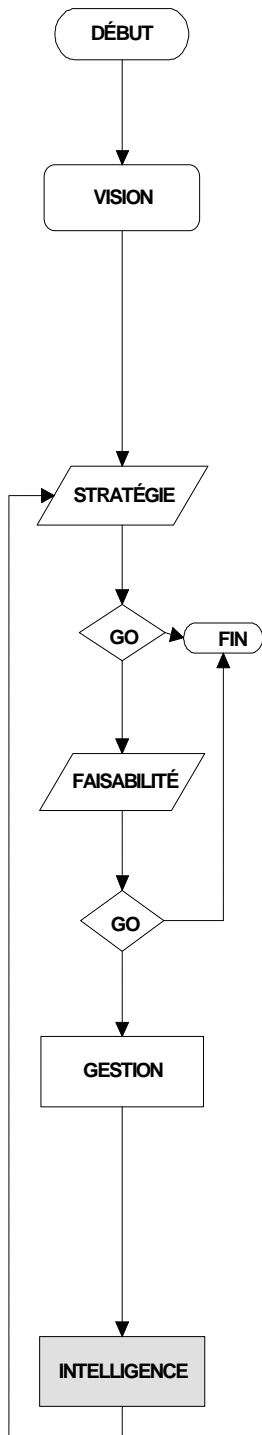 DÉBUT
VISION
STRATÉGIE
GO
FIN
FAISABILITÉ
GO
GESTION
INTELLIGENCE